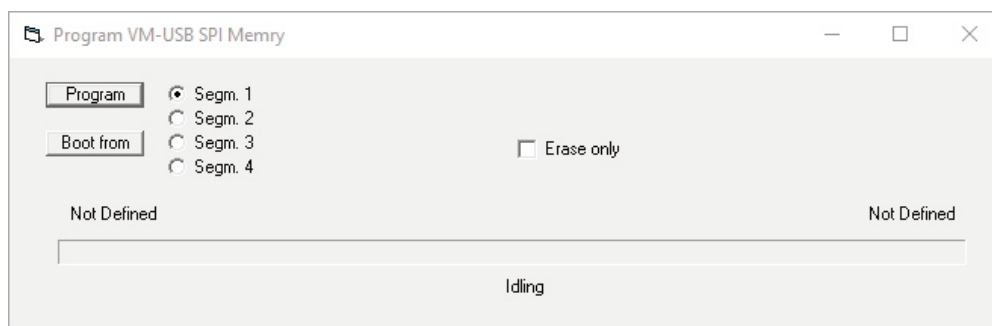 Program VM-USB SPI Memry
Program
Segm. 1
Segm. 2
Boot from
Segm. 3
Segm. 4
Erase only
Not Defined
Not Defined
Idling